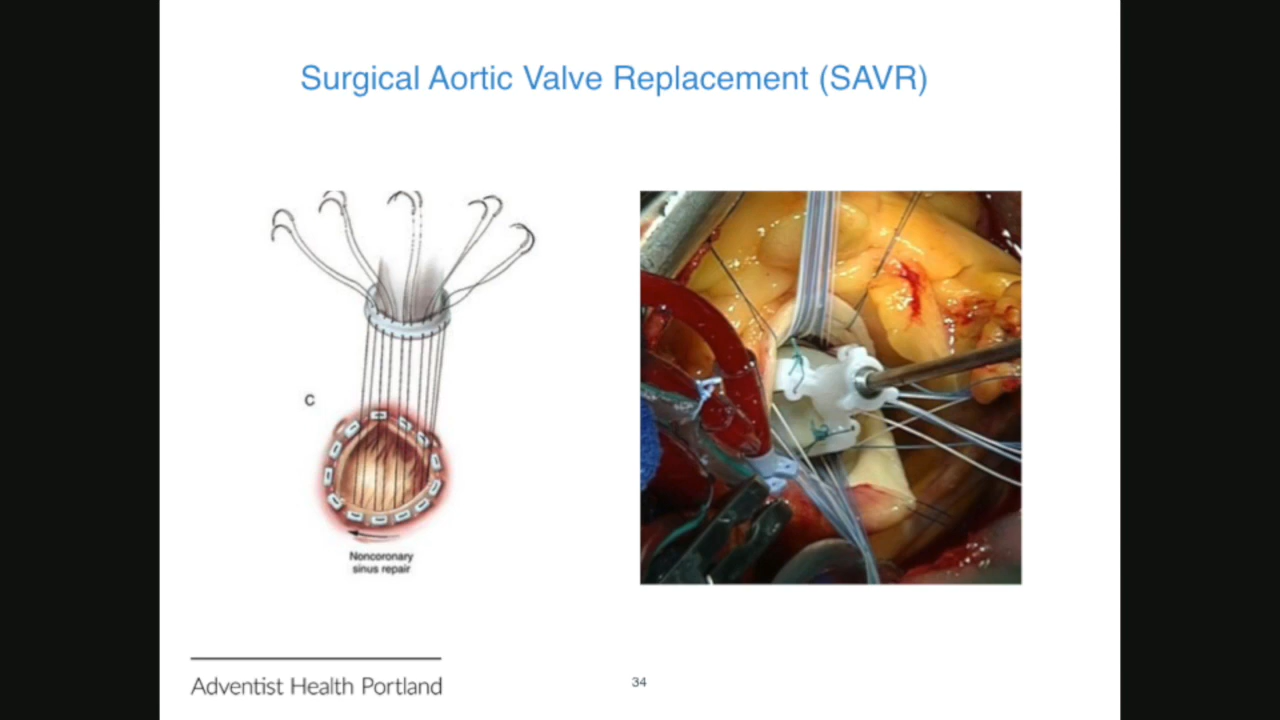 Surgical Aortic Valve Replacement (SAVR)
C
Noncoronary
sinus repair
Adventist Health Portland
34